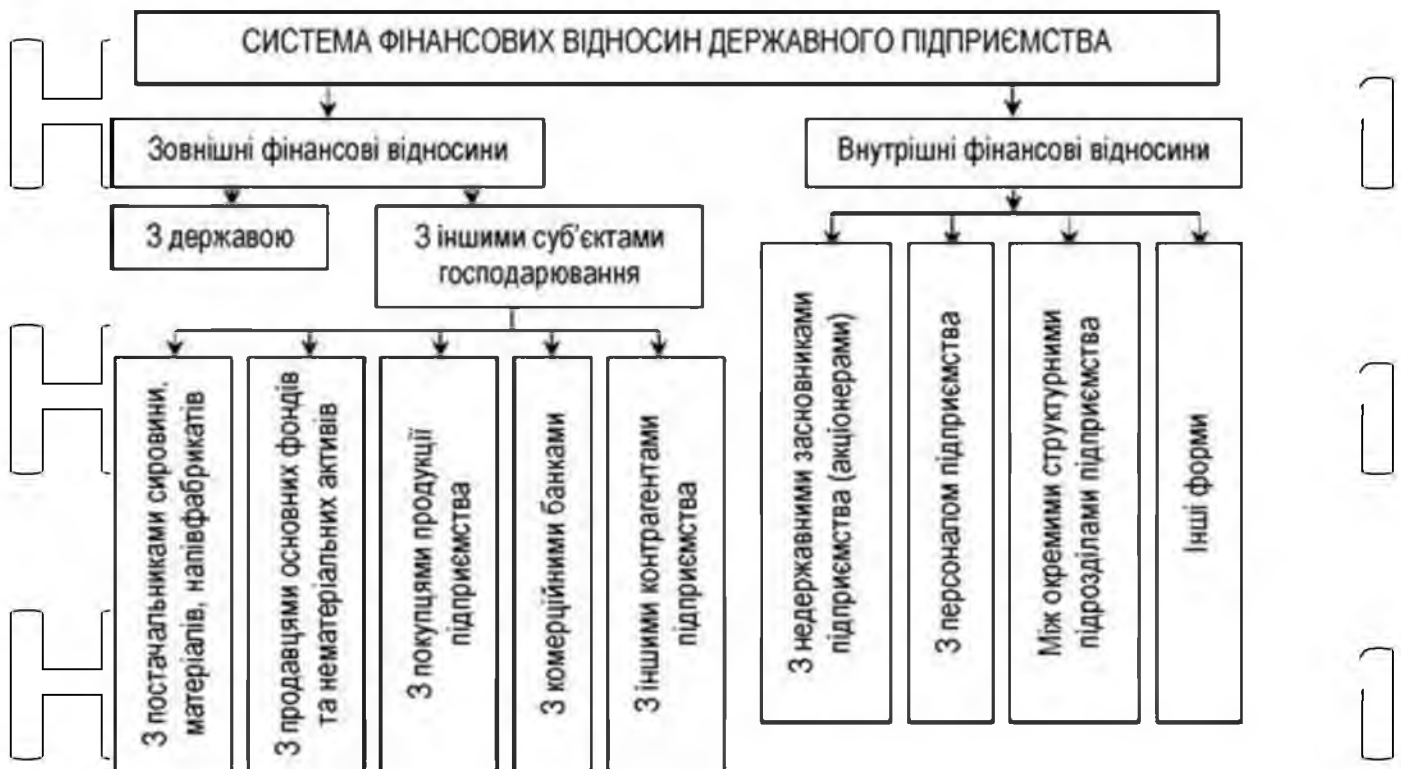 СИСТЕМА ФІНАНСОВИХ ВІДНОСИН ДЕРЖАВНОГО ПІДПРИЄМСТВА
Зовнішні фінансові відносини
Внутрішні фінансові відносини
З державою
З іншими суб'єктами
господарювання
З постачальниками сировини,
матеріалів, напівфабрикатів
З продавцями основних фондів
та нематеріальних активів
З покупцями продукції
підприємства
З комерційними банками
З іншими контрагентами
підприємства
З недержавними засновниками
підприємства (акціонерами)
З персоналом підприємства
Між окремими структурними
підрозділами підприємства
Інші форми